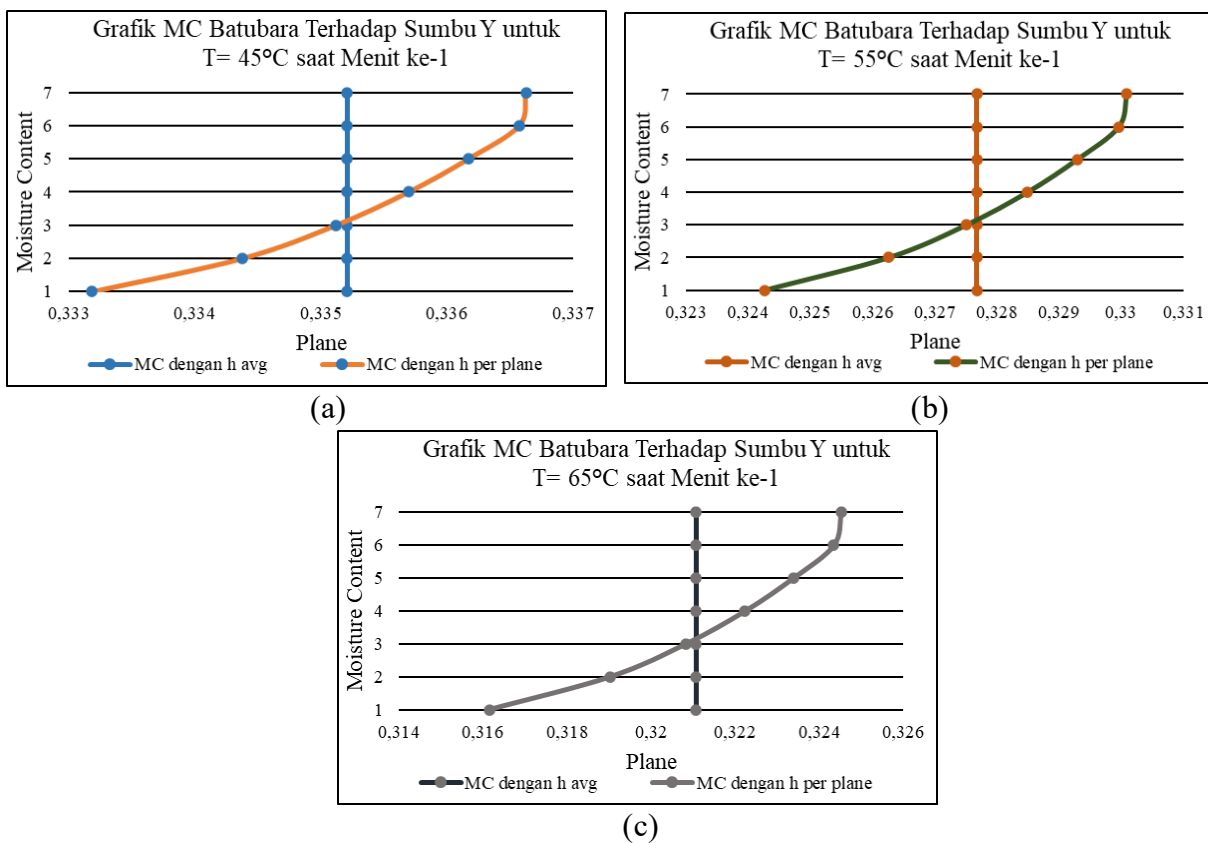 Grafik MC Batubara Terhadap Sumbu Y untuk
T= 45°C saat Menit ke-1
Moisture Content
7
6
5
4
3
2
1
0,333 0,334 0,335 0,336 0,337
Plane
MC dengan h avg MC dengan h per plane
(a)
Grafik MC Batubara Terhadap Sumbu Y untuk
T= 55°C saat Menit ke-1
Moisture Content
7
6
5
4
3
2
1
0,323 0,324 0,325 0,326 0,327 0,328 0,329 0,33 0,331
Plane
MC dengan h avg MC dengan h per plane
(b)
Grafik MC Batubara Terhadap Sumbu Y untuk
T= 65°C saat Menit ke-1
Moisture Content
7
6
5
4
3
2
1
0,314 0,316 0,318 0,32 0,322 0,324 0,326
Plane
MC dengan h avg MC dengan h per plane
(c)